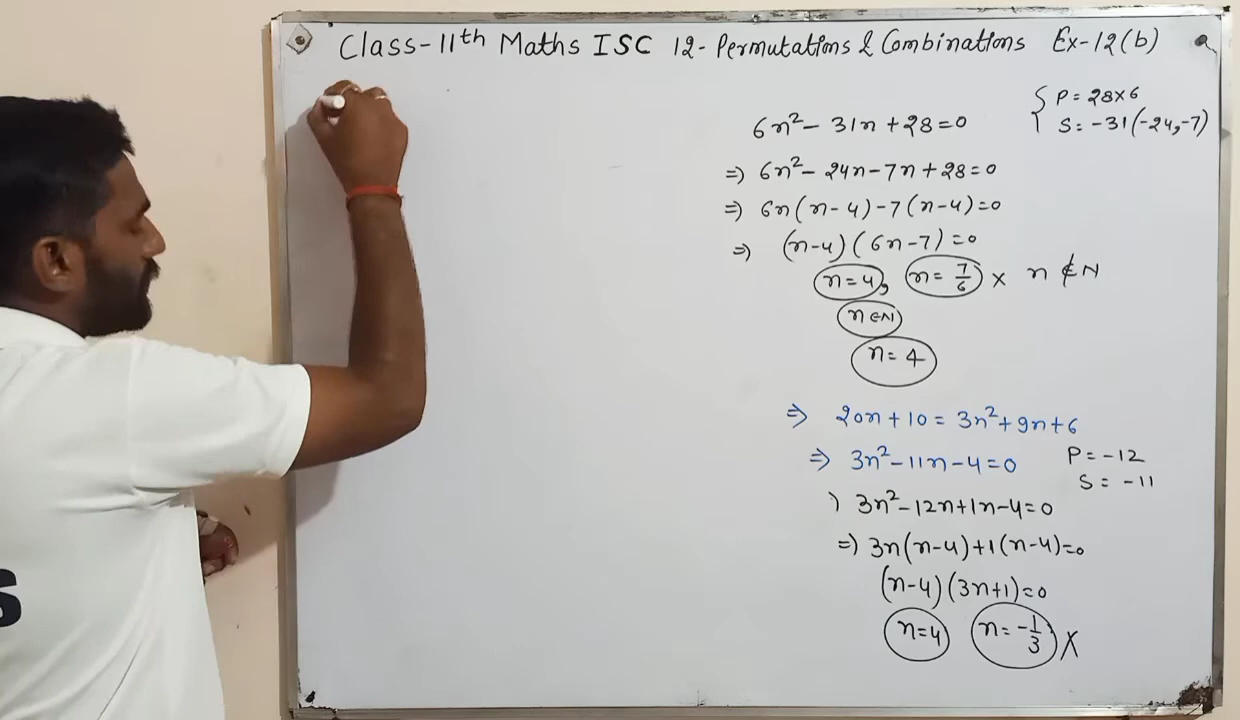 Class-11th Maths ISC 12- Permutations & Combinations Ex-12(b)
6n²- 31n + 28=0
{ P = 28×6
S = -31(-24,-7)
=) 6n²- 24n-7n+28=0
=) 6n(n-4)-7(n-4)=0
=) (n-4)(6n-7)=0
n=4, n= 7/6 × n ∉ N
n∈N
n= 4
=> 20n+10= 3n²+9n+6
=> 3n²-11n-4=0
P = -12
S = -11
) 3n²-12n+1n-4=0
=) 3n(n-4)+1(n-4)=0
(n-4)(3n+1)=0
n=4 n= -1/3 X
S